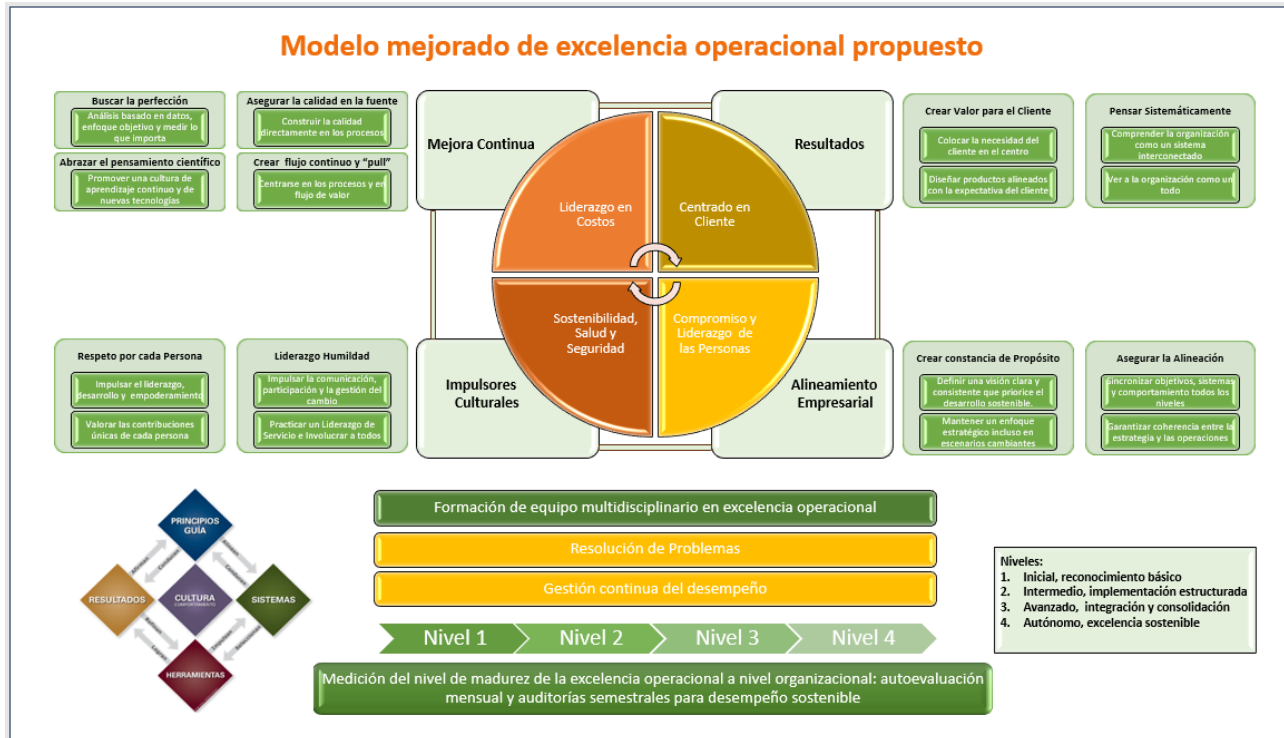 Modelo mejorado de excelencia operacional propuesto
Buscar la perfección
Análisis basado en datos,
enfoque objetivo y medir lo
que importa
Asegurar la calidad en la fuente
Construir la calidad
directamente en los procesos
Abrazar el pensamiento científico
Promover una cultura de
aprendizaje continuo y de
nuevas tecnologías
Crear flujo continuo y “pull”
Centrarse en los procesos y en
flujo de valor
Mejora Continua
Resultados
Liderazgo en
Costos
Centrado en
Cliente
Sostenibilidad,
Salud y
Seguridad
Compromiso y
Liderazgo de
las Personas
Impulsores
Culturales
Alineamiento
Empresarial
Crear Valor para el Cliente
Colocar la necesidad del
cliente en el centro
Diseñar productos alineados
con la expectativa del cliente
Pensar Sistemáticamente
Comprender la organización
como un sistema
interconectado
Ver a la organización como un
todo
Respeto por cada Persona
Impulsar el liderazgo,
desarrollo y empoderamiento
Valorar las contribuciones
únicas de cada persona
Liderazgo Humildad
Impulsar la comunicación,
participación y la gestión del
cambio
Practicar un Liderazgo de
Servicio e Involucrar a todos
Crear constancia de Propósito
Definir una visión clara y
consistente que priorice el
desarrollo sostenible.
Mantener un enfoque
estratégico incluso en
escenarios cambiantes
Asegurar la Alineación
Sincronizar objetivos, sistemas
y comportamiento todos los
niveles
Garantizar coherencia entre la
estrategia y las operaciones
PRINCIPIOS
GUÍA
RESULTADOS
CULTURA
COMPORTAMIENTO
SISTEMAS
HERRAMIENTAS
Formación de equipo multidisciplinario en excelencia operacional
Resolución de Problemas
Gestión continua del desempeño
Nivel 1
Nivel 2
Nivel 3
Nivel 4
Medición del nivel de madurez de la excelencia operacional a nivel organizacional: autoevaluación
mensual y auditorías semestrales para desempeño sostenible
Niveles:
1. Inicial, reconocimiento básico
2. Intermedio, implementación estructurada
3. Avanzado, integración y consolidación
4. Autónomo, excelencia sostenible